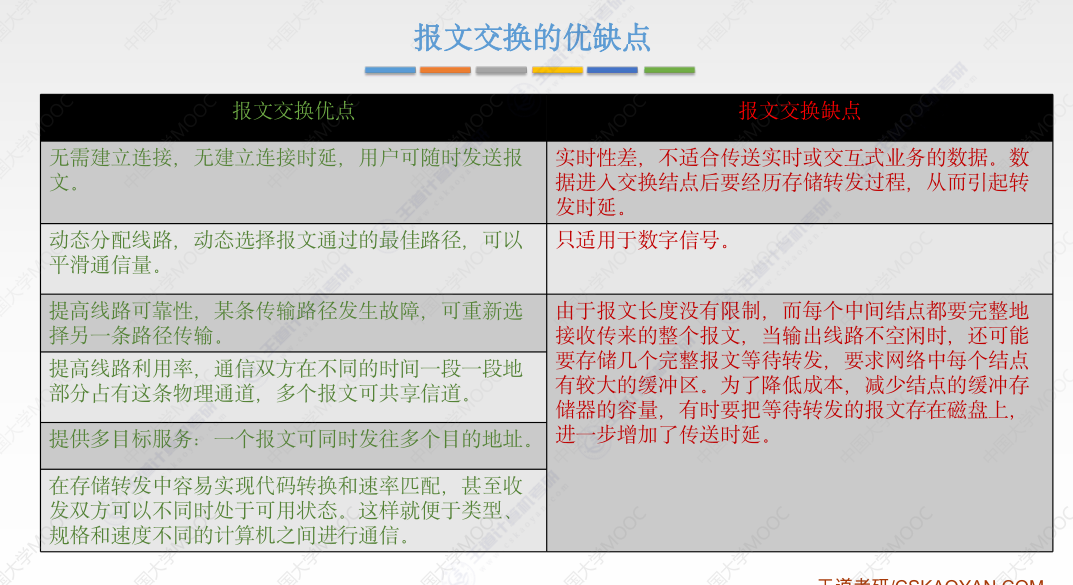 报文交换的优缺点
报文交换优点
报文交换缺点
无需建立连接，无建立连接时延，用户可随时发送报
文。
实时性差，不适合传送实时或交互式业务的数据。数
据进入交换结点后要经历存储转发过程，从而引起转
发时延。
动态分配线路，动态选择报文通过的最佳路径，可以
平滑通信量。
只适用于数字信号。
提高线路可靠性，某条传输路径发生故障，可重新选
择另一条路径传输。
提高线路利用率，通信双方在不同的时间一段一段地
部分占有这条物理通道，多个报文可共享信道。
提供多目标服务：一个报文可同时发往多个目的地址。
在存储转发中容易实现代码转换和速率匹配，甚至收
发双方可以不同时处于可用状态。这样就便于类型、
规格和速度不同的计算机之间进行通信。
由于报文长度没有限制，而每个中间结点都要完整地
接收传来的整个报文，当输出线路不空闲时，还可能
要存储几个完整报文等待转发，要求网络中每个结点
有较大的缓冲区。为了降低成本，减少结点的缓冲存
储器的容量，有时要把等待转发的报文存在磁盘上，
进一步增加了传送时延。
王道考研/CSKAOYAN.COM